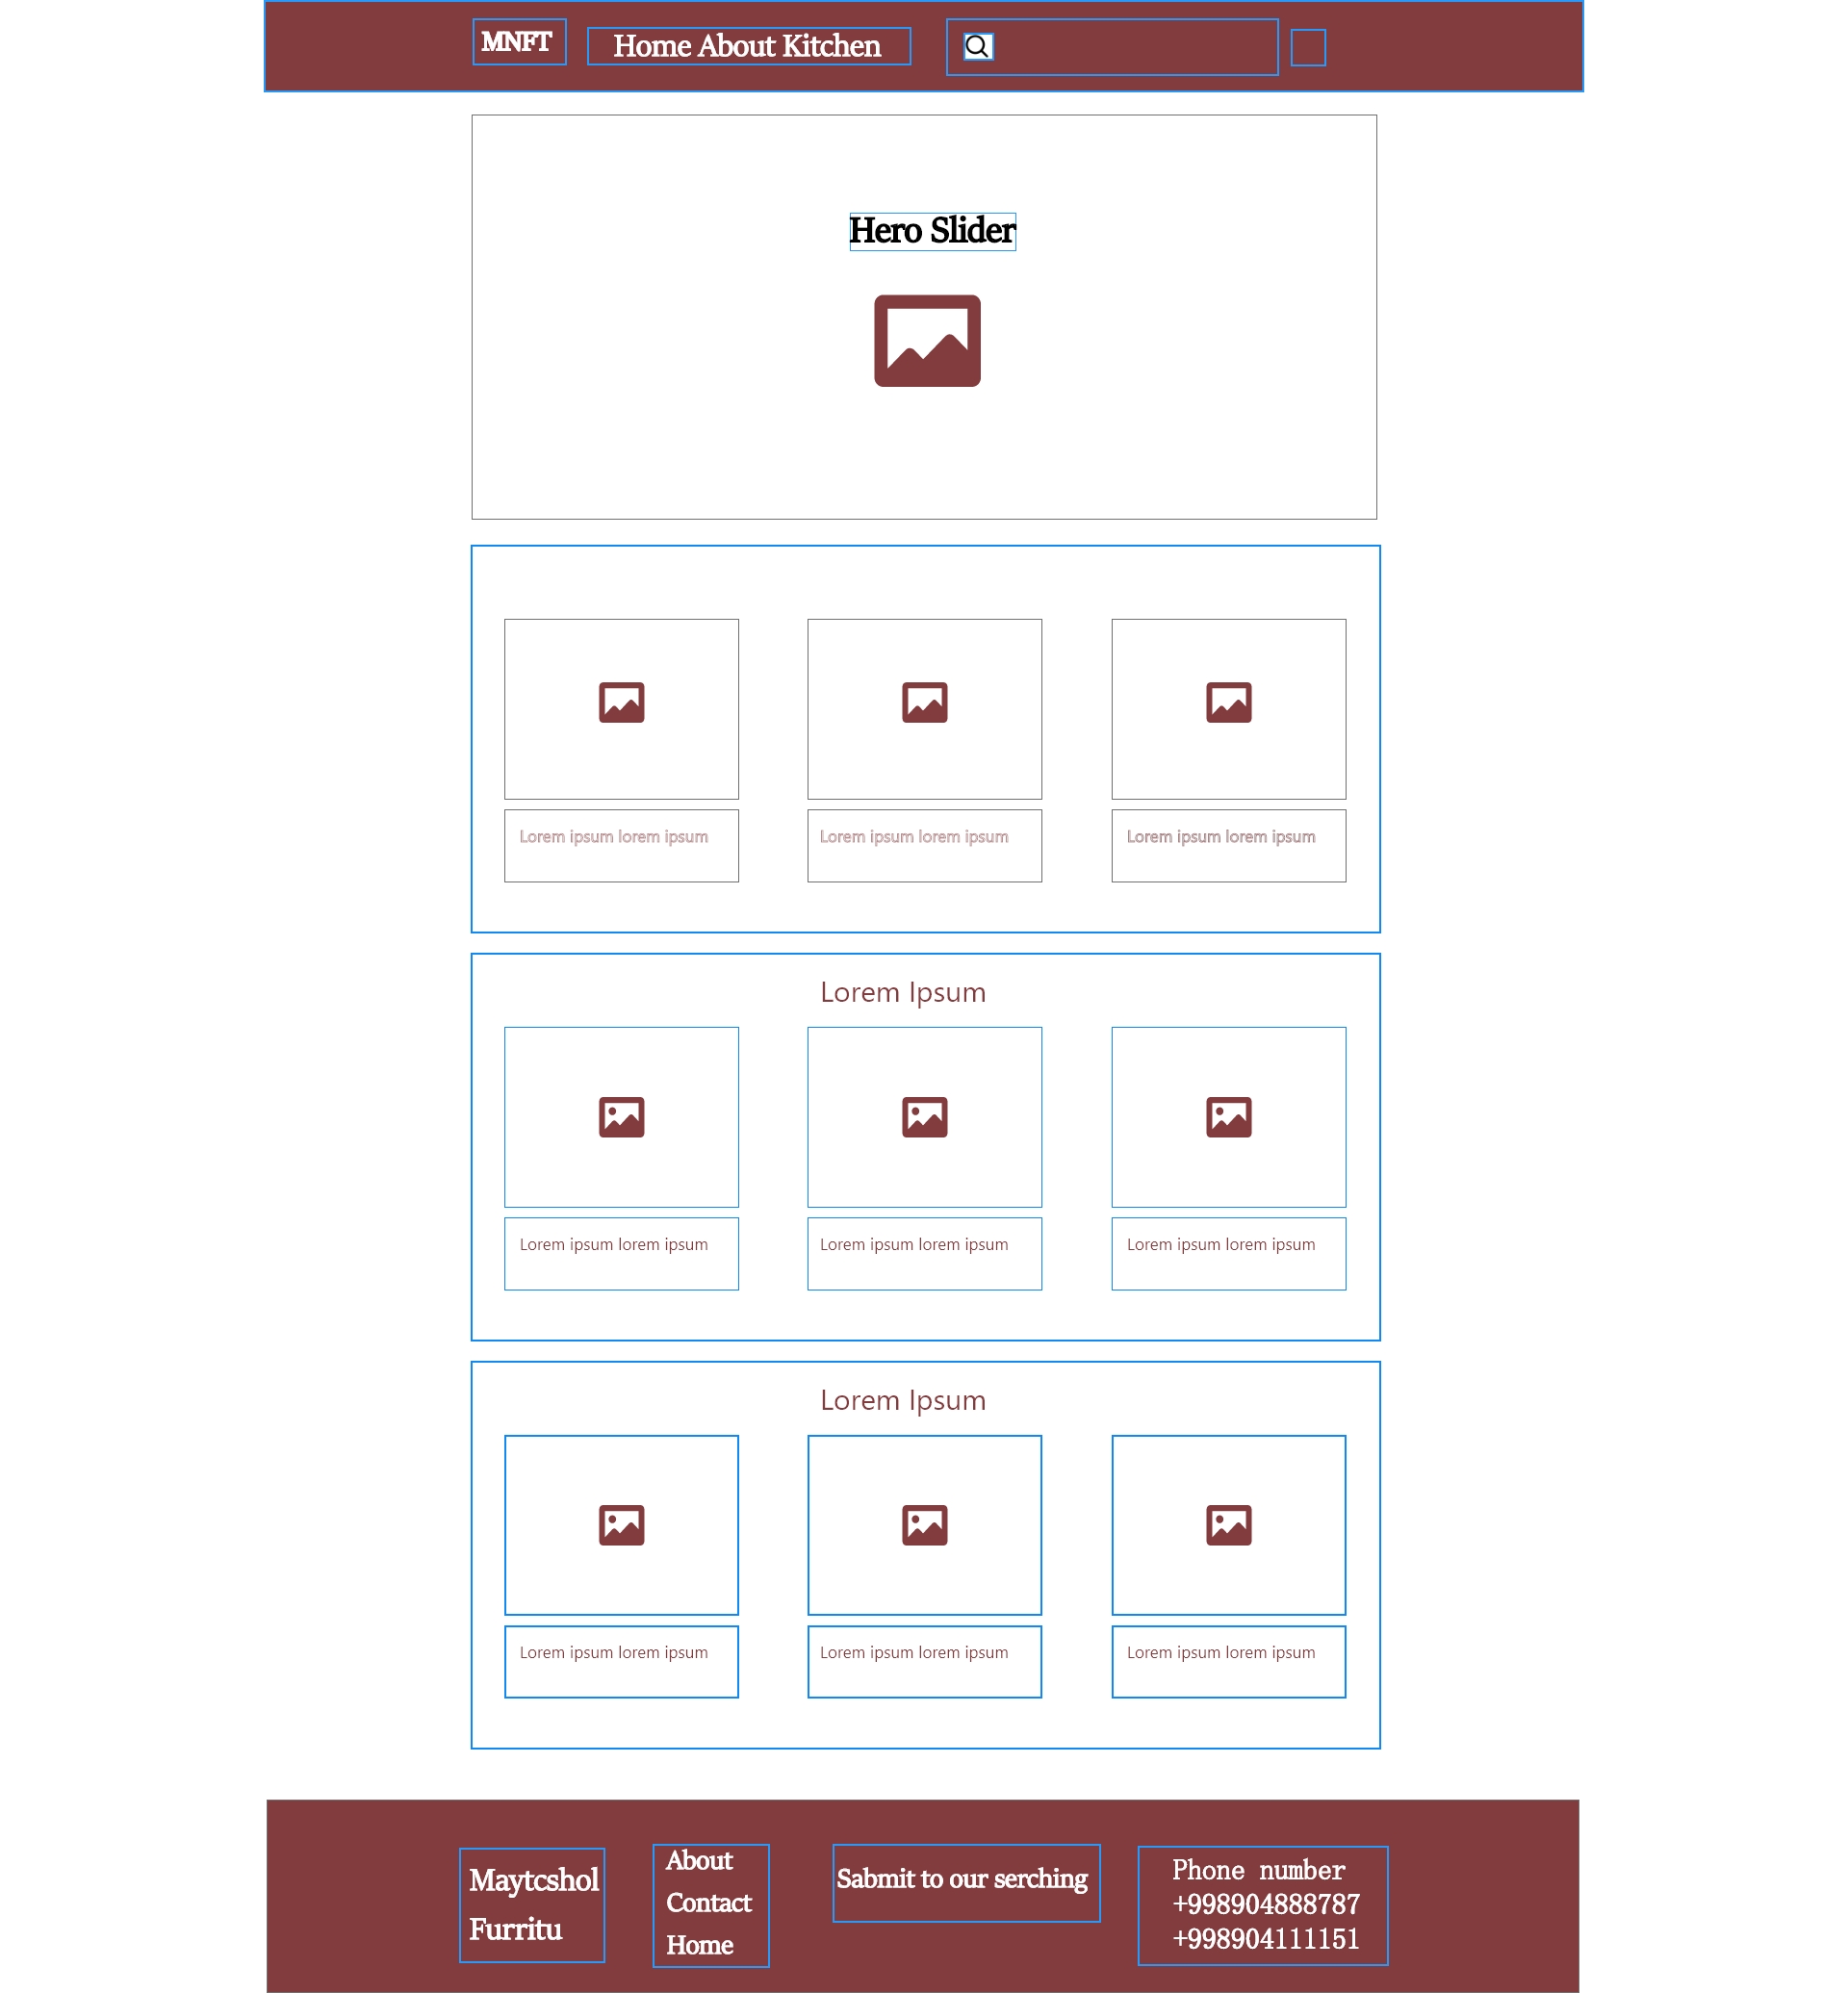 MNFT
Home About Kitchen
Hero Slider
Lorem ipsum lorem ipsum
Lorem ipsum lorem ipsum
Lorem ipsum lorem ipsum
Lorem Ipsum
Lorem ipsum lorem ipsum
Lorem ipsum lorem ipsum
Lorem ipsum lorem ipsum
Lorem Ipsum
Lorem ipsum lorem ipsum
Lorem ipsum lorem ipsum
Lorem ipsum lorem ipsum
Maytcshol
Furritu
About
Contact
Home
Sabmit to our serching
Phone number
+998904888787
+998904111151